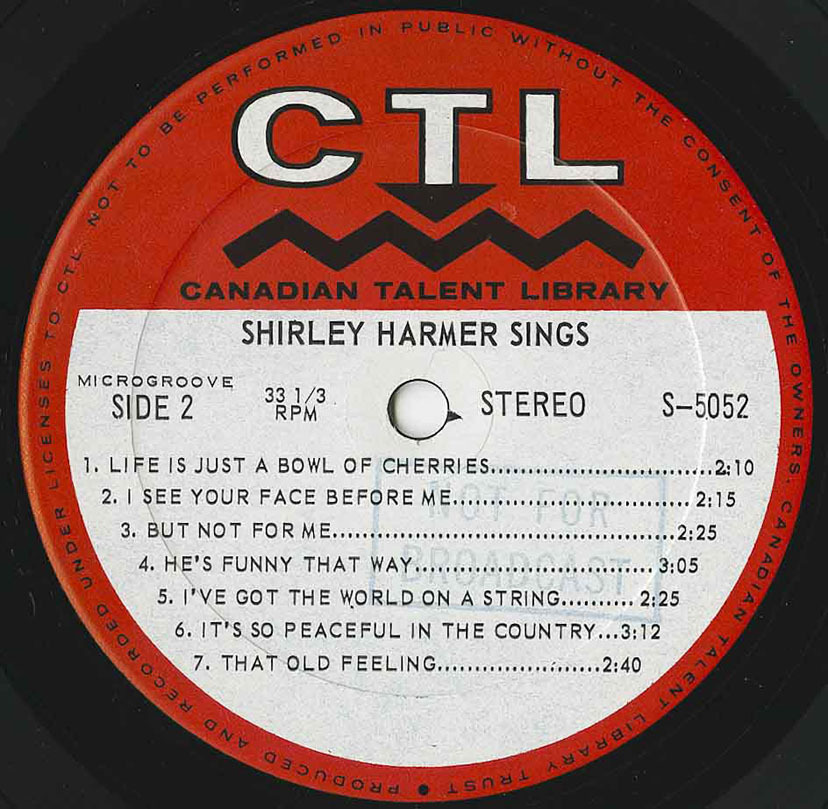 NOT TO BE PERFORMED IN PUBLIC WITHOUT THE CONSENT OF THE OWNERS, CANADIAN TALENT LIBRARY TRUST ● PRODUCED AND RECORDED UNDER LICENSES TO CTL
CTL
CANADIAN TALENT LIBRARY
SHIRLEY HARMER SINGS
MICROGROOVE
SIDE 2
33 1/3
RPM
STEREO
S-5052
1. LIFE IS JUST A BOWL OF CHERRIES..............................2:10
2. I SEE YOUR FACE BEFORE ME................................2:15
3. BUT NOT FOR ME..............................................2:25
4. HE'S FUNNY THAT WAY................................3:05
5. I'VE GOT THE WORLD ON A STRING..........2:25
6. IT'S SO PEACEFUL IN THE COUNTRY...3:12
7. THAT OLD FEELING......................2:40
NOT FOR
BROADCAST